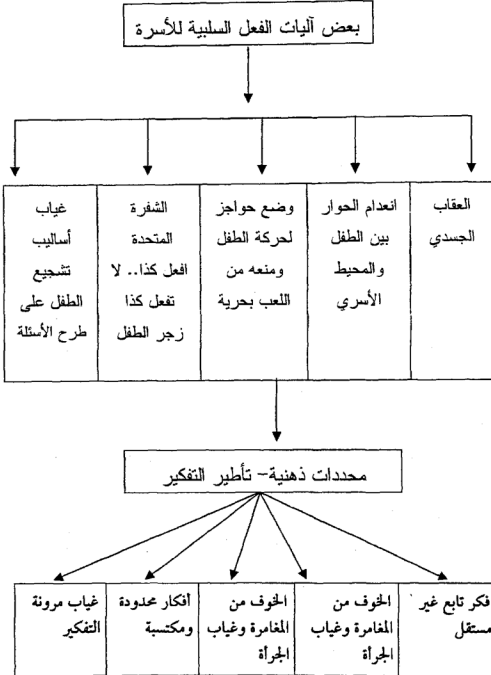 بعض آليات الفعل السلبية للأسرة
العقاب
الجسدي
انعدام الحوار
بين الطفل
والمحيط
الأسري
وضع حواجز
لحركة الطفل
ومنعه من
اللعب بحرية
الشفرة
المتحدة
افعل كذا.. لا
تفعل كذا
زجر الطفل
غياب
أساليب
تشجيع
الطفل على
طرح الأسئلة
محددات ذهنية– تأطير التفكير
فكر تابع غير
مستقل
الخوف من
المغامرة وغياب
الجرأة
الخوف من
المغامرة وغياب
الجرأة
أفكار محدودة
ومكتسبة
غياب مرونة
التفكير